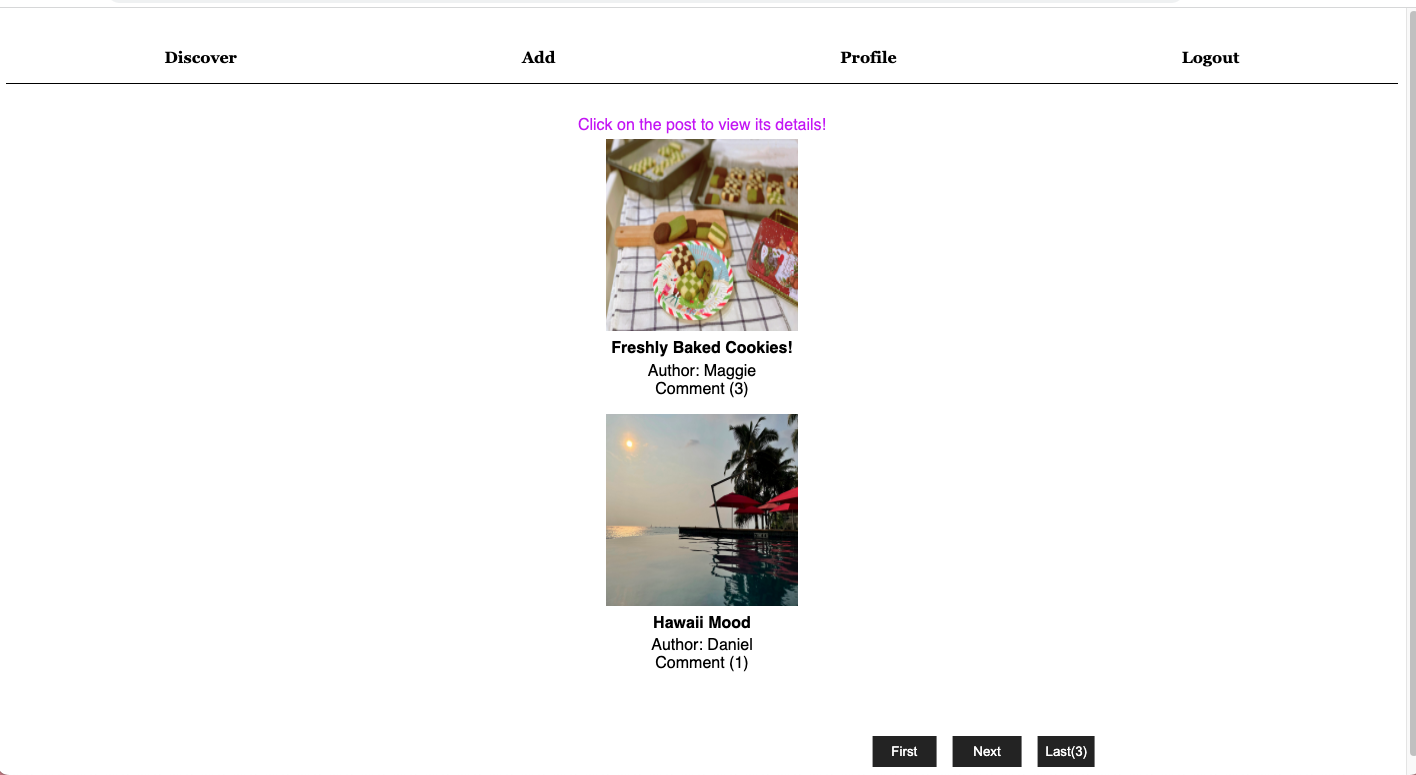 Discover Add Profile Logout
Click on the post to view its details!
Freshly Baked Cookies!
Author: Maggie
Comment (3)
Hawaii Mood
Author: Daniel
Comment (1)
First Next Last(3)